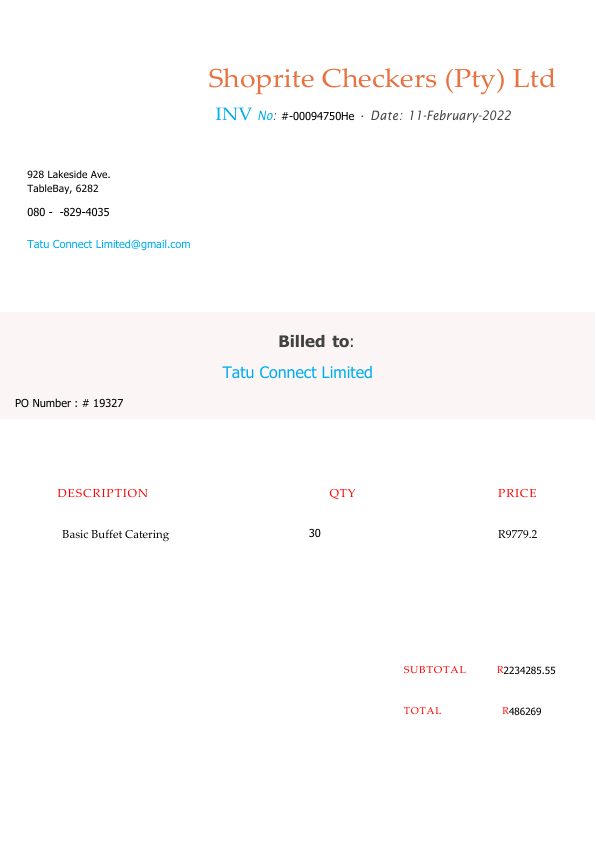 Shoprite Checkers (Pty) Ltd
INV No: #-00094750He · Date: 11-February-2022
928 Lakeside Ave.
TableBay, 6282
080 - -829-4035
Tatu Connect Limited@gmail.com
Billed to:
Tatu Connect Limited
PO Number : # 19327
DESCRIPTION QTY PRICE
Basic Buffet Catering 30 R9779.2
SUBTOTAL R2234285.55
TOTAL R486269